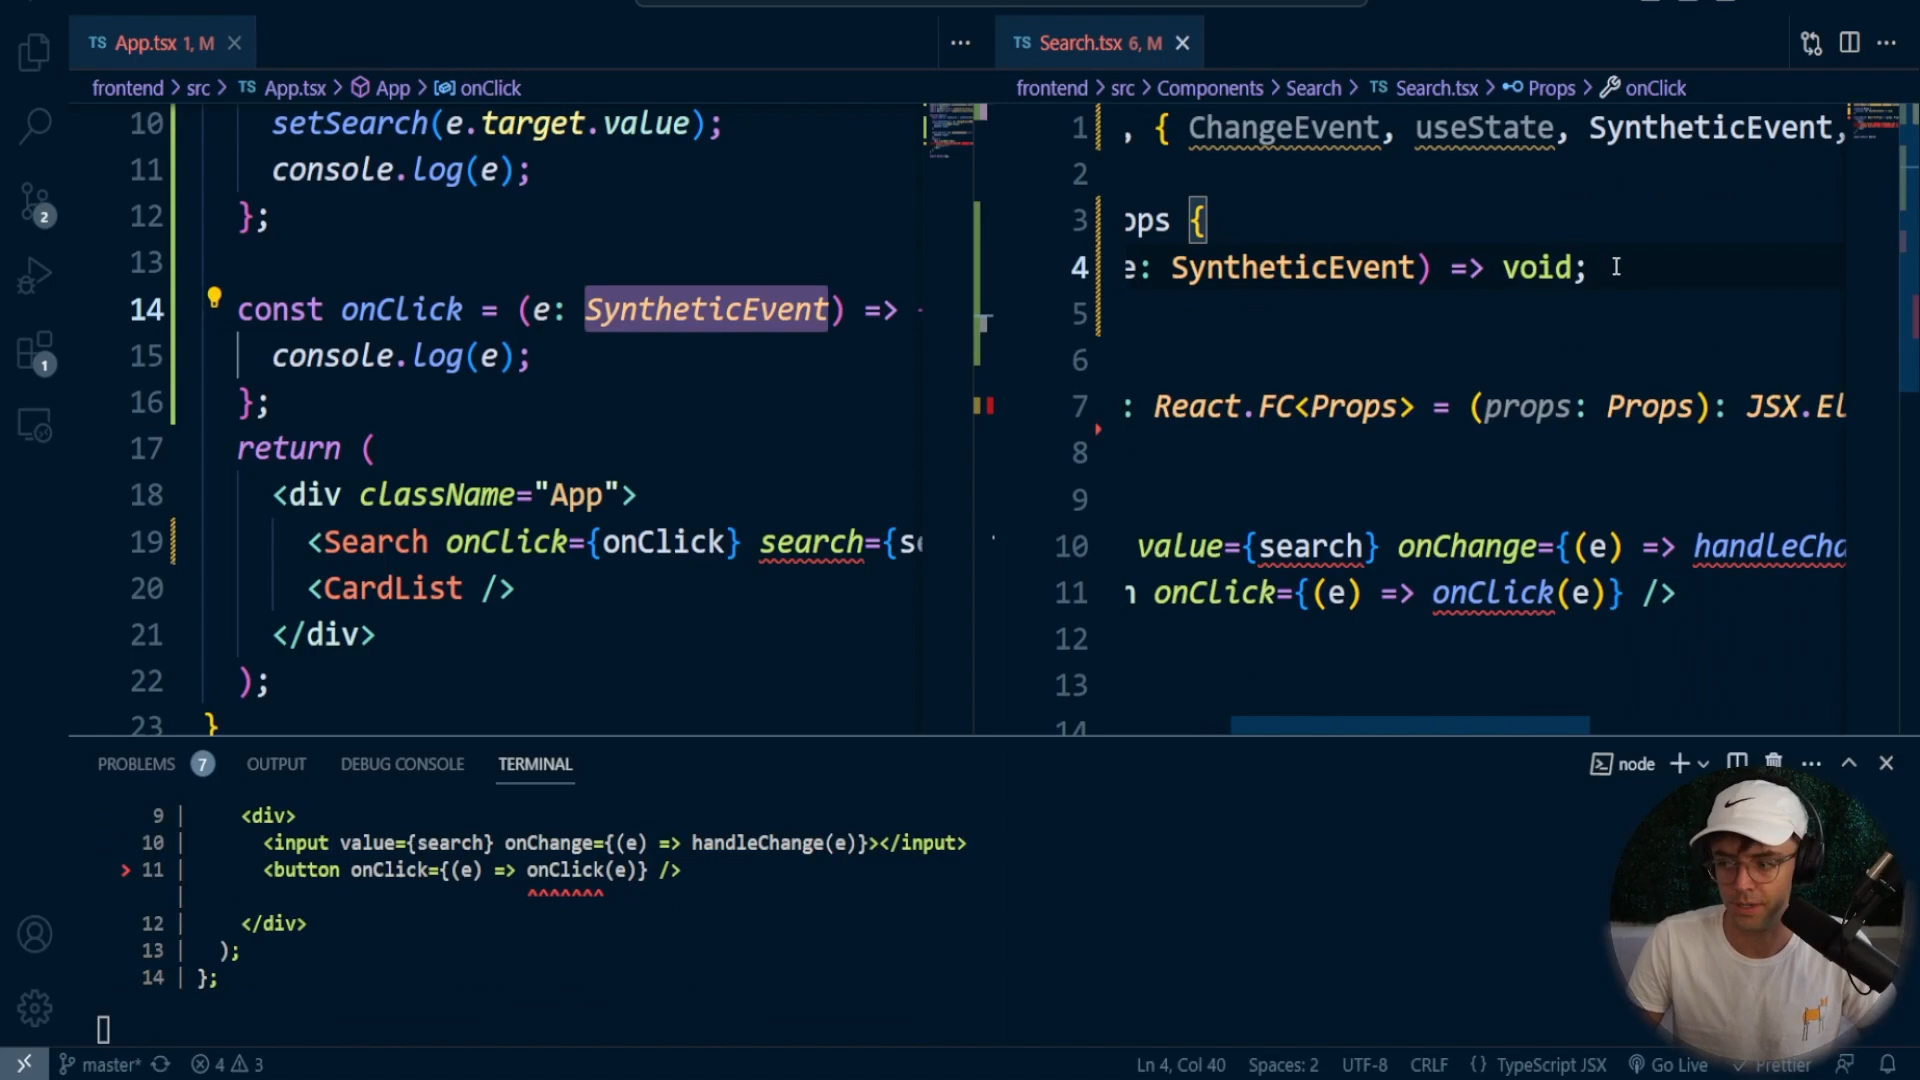 TS App.tsx 1, M
frontend > src > TS App.tsx > App > onClick
10 setSearch(e.target.value);
11 console.log(e);
12 };
13
14 const onClick = (e: SyntheticEvent) =>
15 console.log(e);
16 };
17 return (
18 <div className="App">
19 <Search onClick={onClick} search={s
20 <CardList />
21 </div>
22 );
23 }
TS Search.tsx 6, M
frontend > src > Components > Search > TS Search.tsx > Props > onClick
1 , { ChangeEvent, useState, SyntheticEvent,
2
3 ops {
4 e: SyntheticEvent) => void;
5
6
7 : React.FC<Props> = (props: Props): JSX.El
8
9
10 value={search} onChange={(e) => handleCha
11 onClick={(e) => onClick(e)} />
12
13
14
PROBLEMS 7 OUTPUT DEBUG CONSOLE TERMINAL
node
9 | <div>
10 | <input value={search} onChange={(e) => handleChange(e)}></input>
> 11 | <button onClick={(e) => onClick(e)} />
| ^^^^^^^
12 | </div>
13 | );
14 | };
2
1
master* 4 3 Ln 4, Col 40 Spaces: 2 UTF-8 CRLF {} TypeScript JSX Go Live Prettier